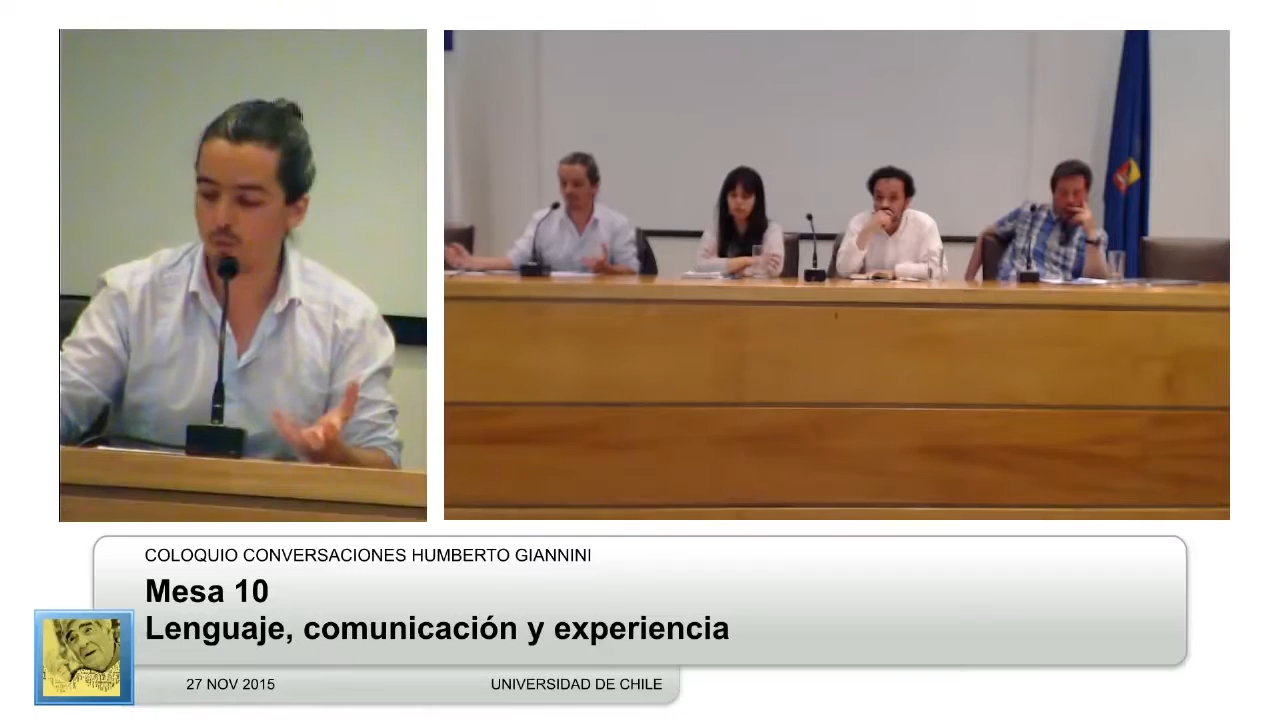 COLOQUIO CONVERSACIONES HUMBERTO GIANNINI
Mesa 10
Lenguaje, comunicación y experiencia
27 NOV 2015
UNIVERSIDAD DE CHILE